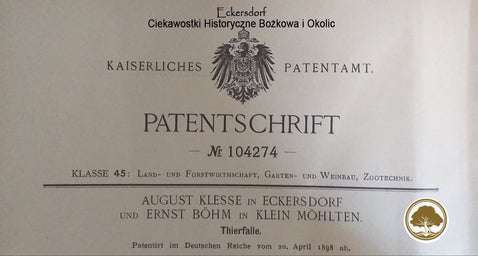 Eckersdorf
Ciekawostki Historyczne Bożkowa i Okolic
KAISERLICHES PATENTAMT.
PATENTSCHRIFT
— № 104274 —
KLASSE 45: LAND- UND FORSTWIRTHSCHAFT, GARTEN- UND WEINBAU, ZOOTECHNIK.
AUGUST KLESSE IN ECKERSDORF
UND ERNST BÖHM IN KLEIN MÖHLTEN.
Thierfalle.
Patentirt im Deutschen Reiche vom 20. April 1898 ab.